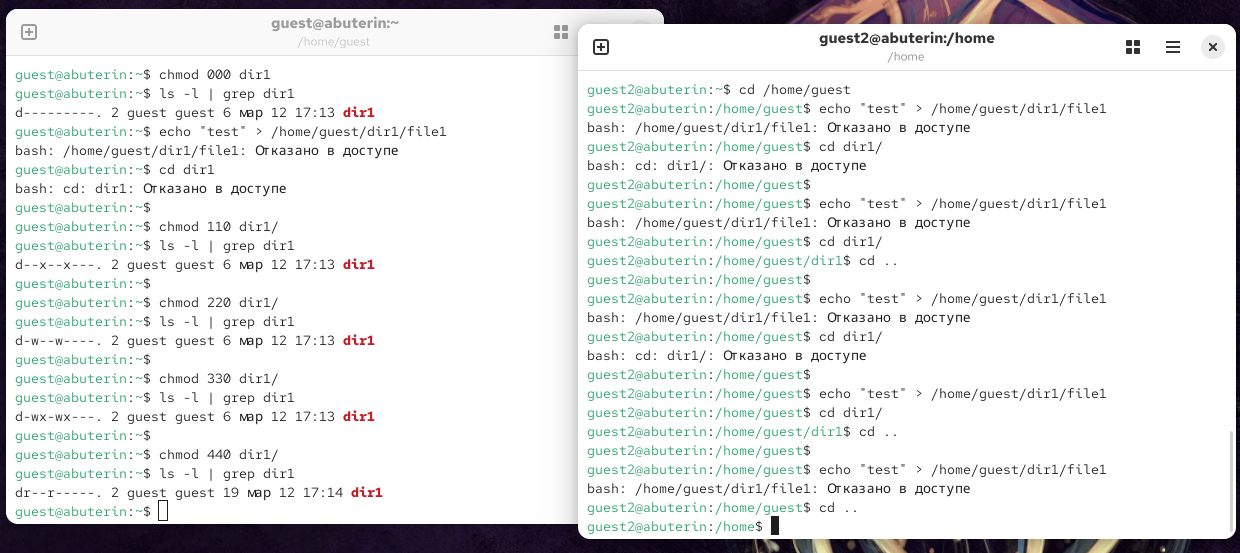 guest@abuterin:~
/home/guest
guest@abuterin:~$ chmod 000 dir1
guest@abuterin:~$ ls -l | grep dir1
d---------. 2 guest guest 6 мар 12 17:13 dir1
guest@abuterin:~$ echo "test" > /home/guest/dir1/file1
bash: /home/guest/dir1/file1: Отказано в доступе
guest@abuterin:~$ cd dir1
bash: cd: dir1: Отказано в доступе
guest@abuterin:~$
guest@abuterin:~$ chmod 110 dir1/
guest@abuterin:~$ ls -l | grep dir1
d--x--x---. 2 guest guest 6 мар 12 17:13 dir1
guest@abuterin:~$
guest@abuterin:~$ chmod 220 dir1/
guest@abuterin:~$ ls -l | grep dir1
d-w--w----. 2 guest guest 6 мар 12 17:13 dir1
guest@abuterin:~$
guest@abuterin:~$ chmod 330 dir1/
guest@abuterin:~$ ls -l | grep dir1
d-wx-wx---. 2 guest guest 6 мар 12 17:13 dir1
guest@abuterin:~$
guest@abuterin:~$ chmod 440 dir1/
guest@abuterin:~$ ls -l | grep dir1
dr--r-----. 2 guest guest 19 мар 12 17:14 dir1
guest@abuterin:~$
guest2@abuterin:/home
/home
guest2@abuterin:~$ cd /home/guest
guest2@abuterin:/home/guest$ echo "test" > /home/guest/dir1/file1
bash: /home/guest/dir1/file1: Отказано в доступе
guest2@abuterin:/home/guest$ cd dir1/
bash: cd: dir1/: Отказано в доступе
guest2@abuterin:/home/guest$
guest2@abuterin:/home/guest$ echo "test" > /home/guest/dir1/file1
bash: /home/guest/dir1/file1: Отказано в доступе
guest2@abuterin:/home/guest$ cd dir1/
guest2@abuterin:/home/guest/dir1$ cd ..
guest2@abuterin:/home/guest$
guest2@abuterin:/home/guest$ echo "test" > /home/guest/dir1/file1
bash: /home/guest/dir1/file1: Отказано в доступе
guest2@abuterin:/home/guest$ cd dir1/
bash: cd: dir1/: Отказано в доступе
guest2@abuterin:/home/guest$
guest2@abuterin:/home/guest$ echo "test" > /home/guest/dir1/file1
guest2@abuterin:/home/guest$ cd dir1/
guest2@abuterin:/home/guest/dir1$ cd ..
guest2@abuterin:/home/guest$
guest2@abuterin:/home/guest$ echo "test" > /home/guest/dir1/file1
bash: /home/guest/dir1/file1: Отказано в доступе
guest2@abuterin:/home/guest$ cd ..
guest2@abuterin:/home$